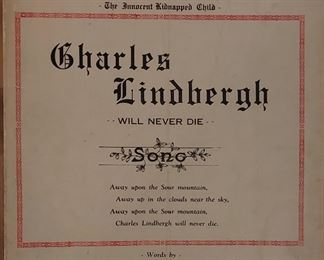 - The Innocent Kidnapped Child -
Charles
Lindbergh
-- WILL NEVER DIE --
Song
Away upon the Sour mountain,
Away up in the clouds near the sky,
Away upon the Sour mountain,
Charles Lindbergh will never die.
- Words by -